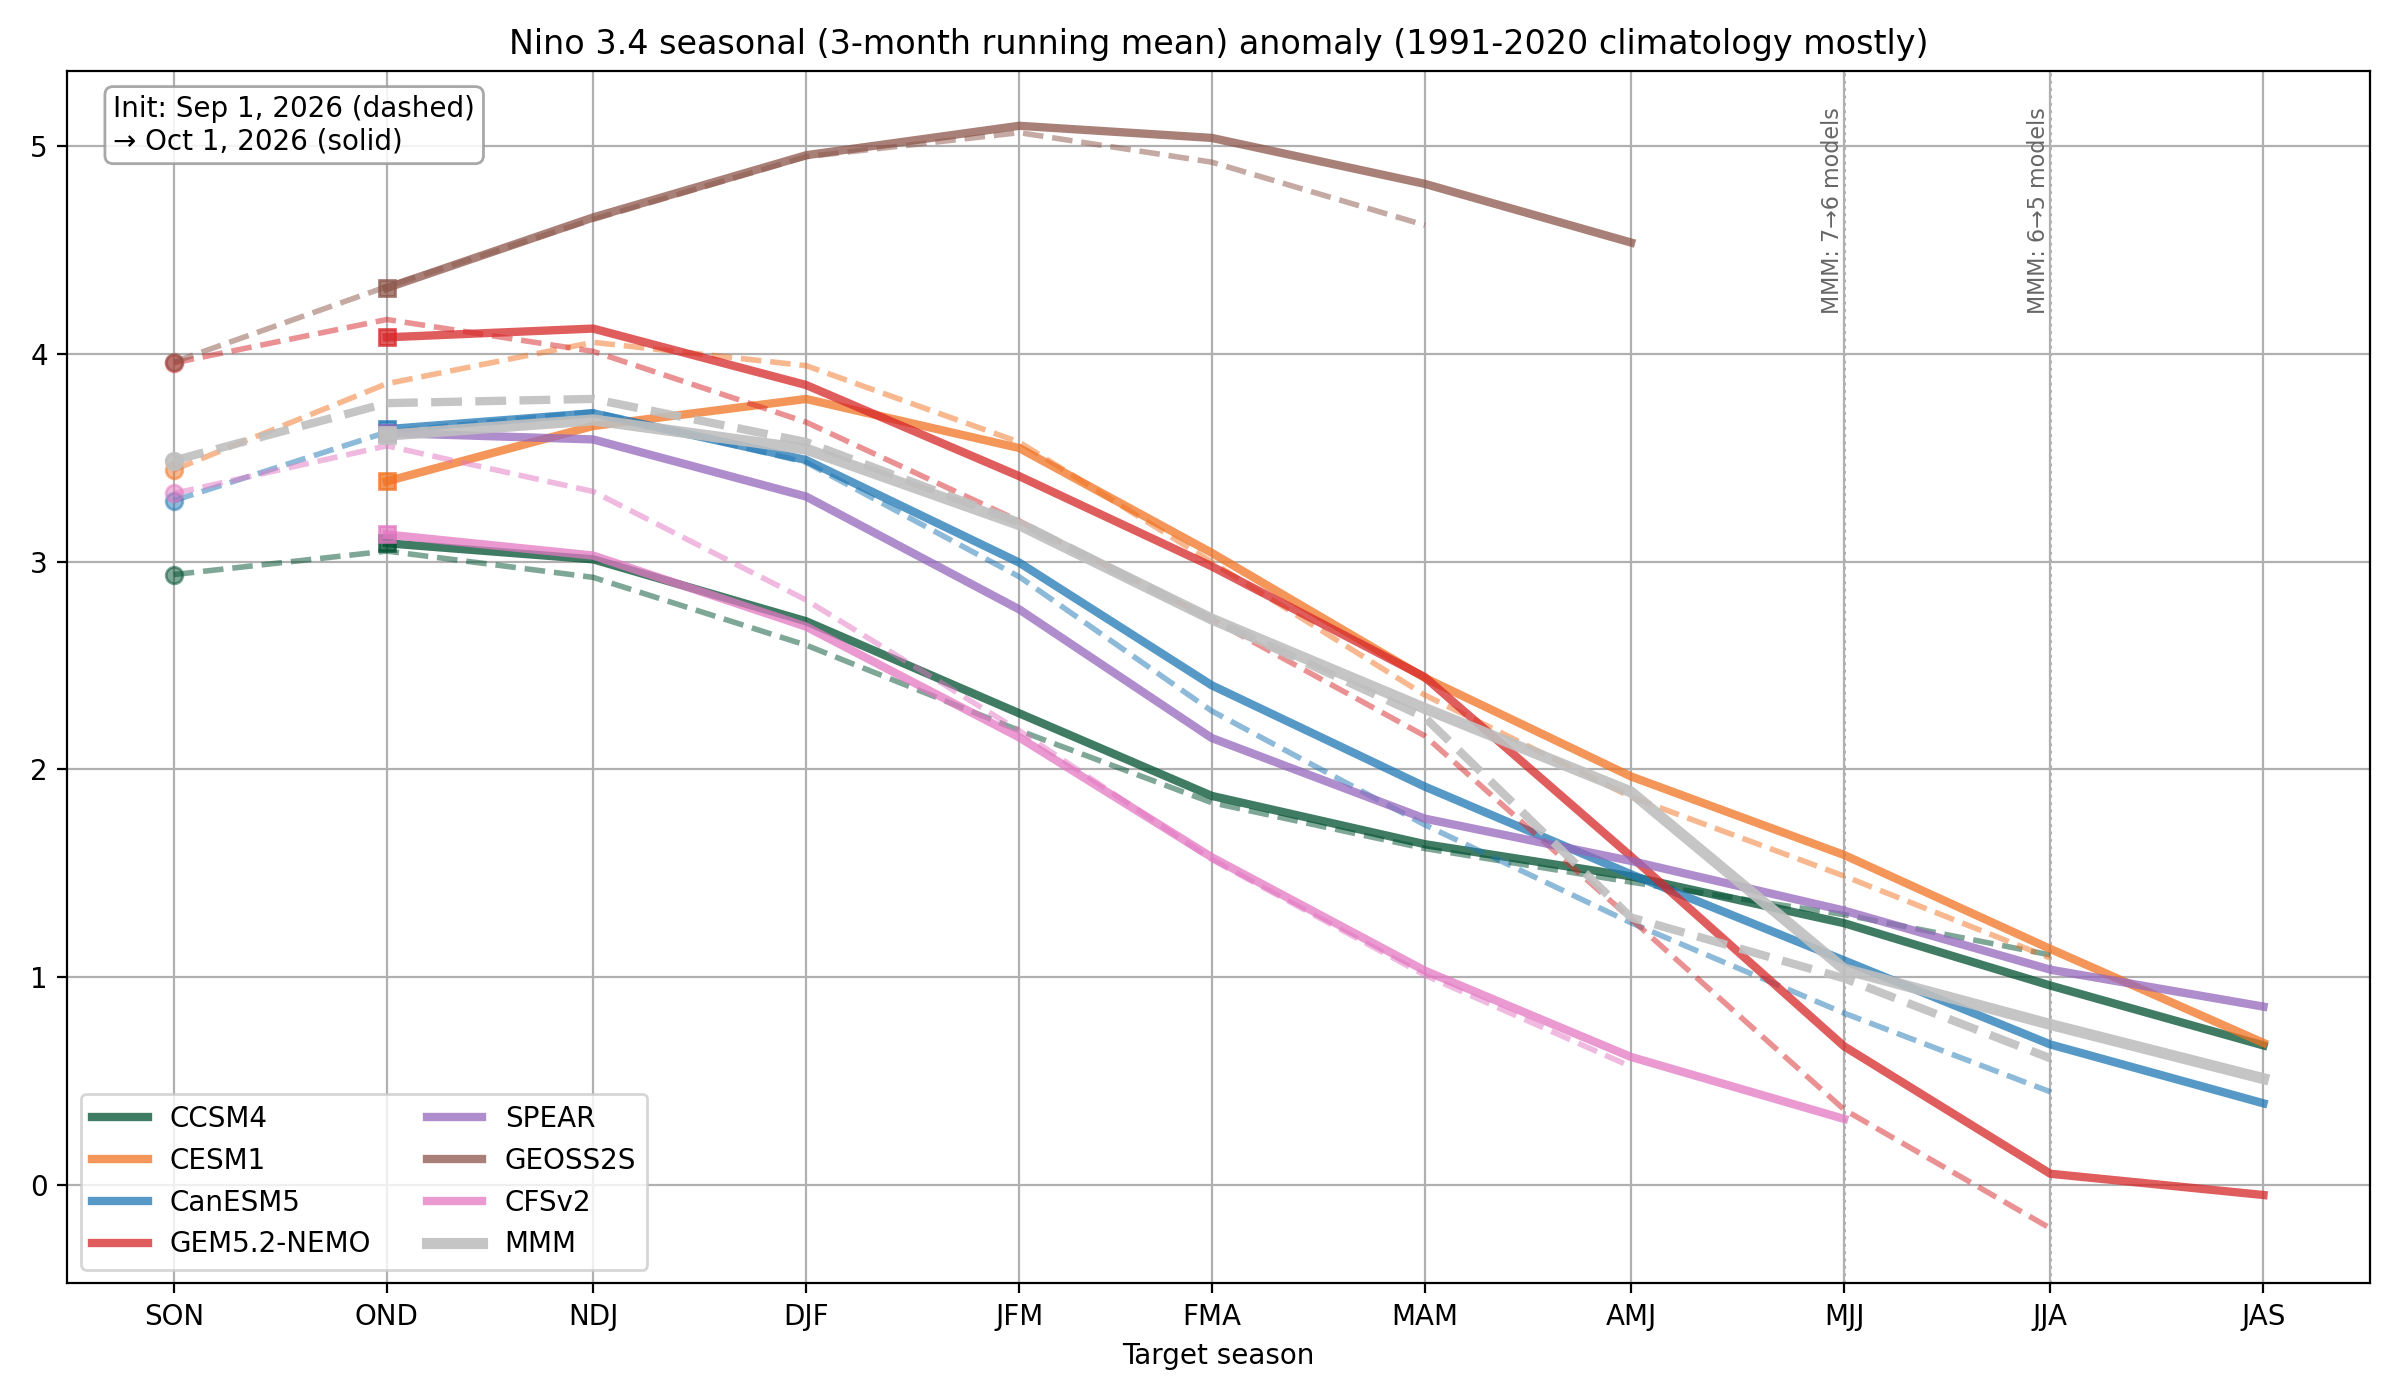 Nino 3.4 seasonal (3-month running mean) anomaly (1991-2020 climatology mostly)
Init: Sep 1, 2026 (dashed)
→ Oct 1, 2026 (solid)
MMM: 7→6 models
MMM: 6→5 models
5
4
3
2
1
0
CCSM4
CESM1
CanESM5
GEM5.2-NEMO
SPEAR
GEOSS2S
CFSv2
MMM
SON OND NDJ DJF JFM FMA MAM AMJ MJJ JJA JAS
Target season